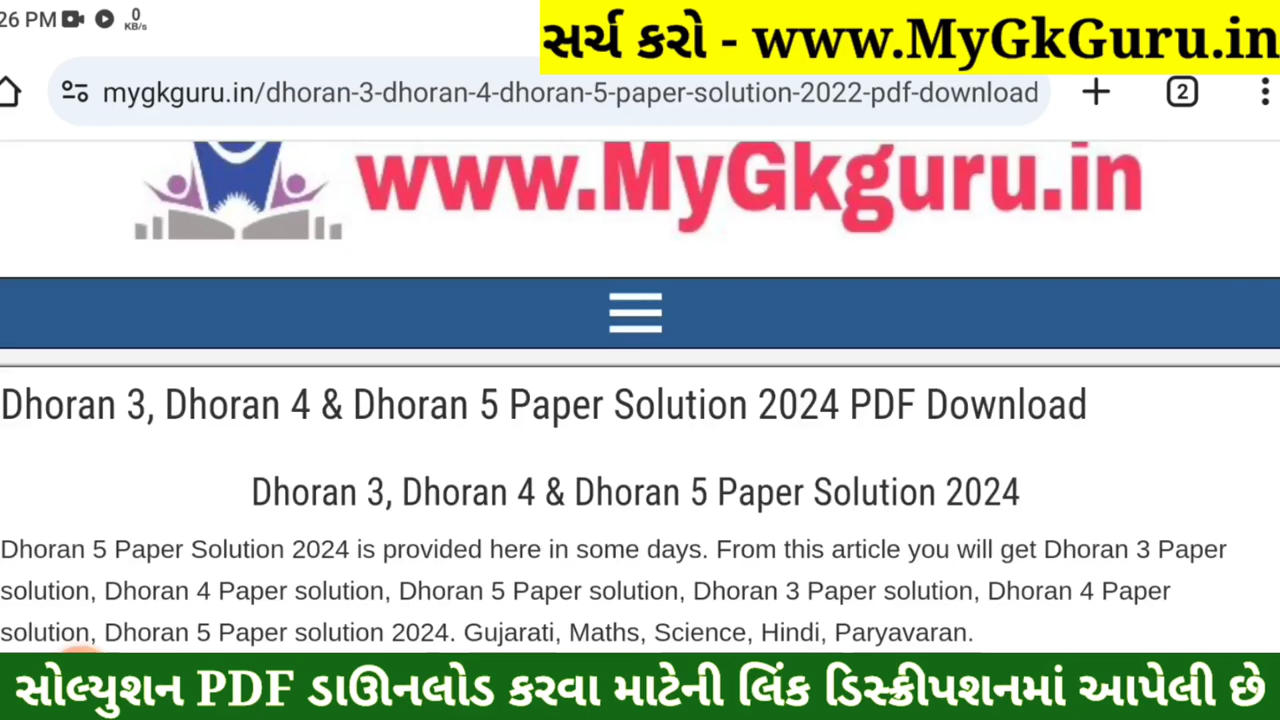 26 PM 0 KB/s
સર્ચ કરો - www.MyGkGuru.in
mygkguru.in/dhoran-3-dhoran-4-dhoran-5-paper-solution-2022-pdf-download
2
www.MyGkguru.in
Dhoran 3, Dhoran 4 & Dhoran 5 Paper Solution 2024 PDF Download
Dhoran 3, Dhoran 4 & Dhoran 5 Paper Solution 2024
Dhoran 5 Paper Solution 2024 is provided here in some days. From this article you will get Dhoran 3 Paper
solution, Dhoran 4 Paper solution, Dhoran 5 Paper solution, Dhoran 3 Paper solution, Dhoran 4 Paper
solution, Dhoran 5 Paper solution 2024. Gujarati, Maths, Science, Hindi, Paryavaran.
સોલ્યુશન PDF ડાઊનલોડ કરવા માટેની લિંક ડિસ્ક્રીપશનમાં આપેલી છે